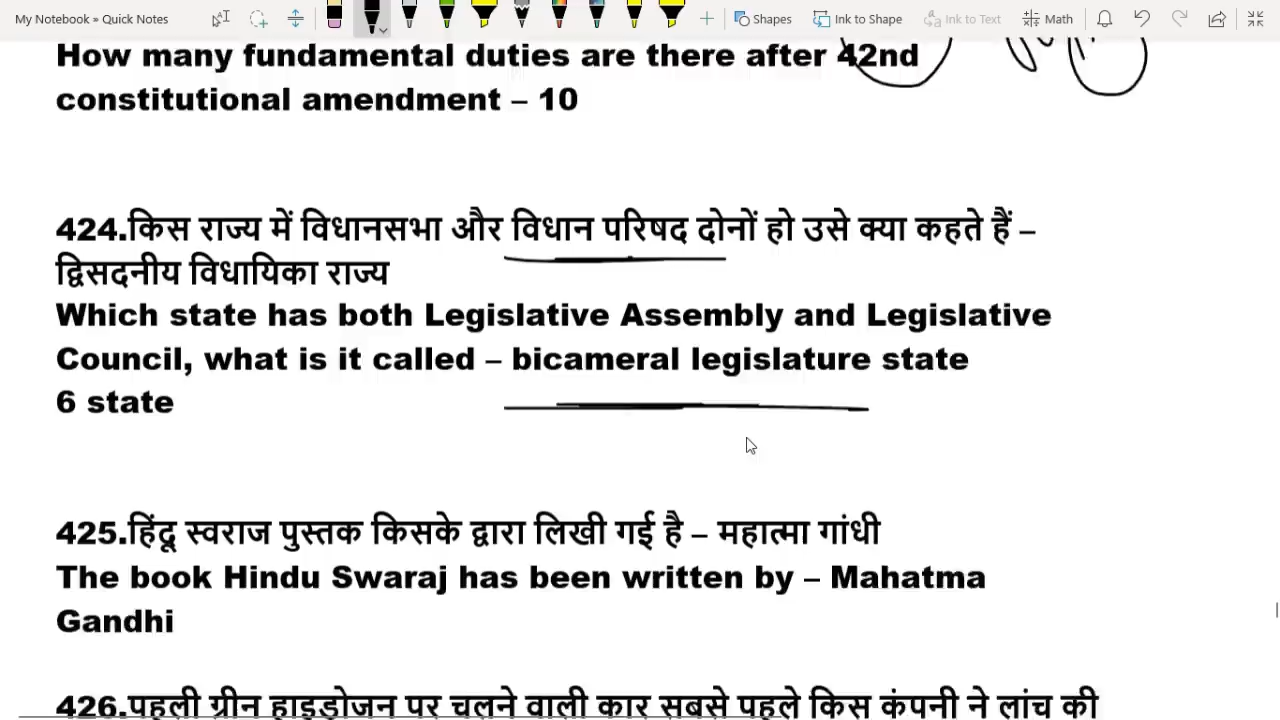 My Notebook » Quick Notes
Shapes
Ink to Shape
Ink to Text
Math
How many fundamental duties are there after 42nd
constitutional amendment – 10
424.किस राज्य में विधानसभा और विधान परिषद दोनों हो उसे क्या कहते हैं –
द्विसदनीय विधायिका राज्य
Which state has both Legislative Assembly and Legislative
Council, what is it called – bicameral legislature state
6 state
425.हिंदू स्वराज पुस्तक किसके द्वारा लिखी गई है – महात्मा गांधी
The book Hindu Swaraj has been written by – Mahatma
Gandhi
426.पहली ग्रीन हाइड्रोजन पर चलने वाली कार सबसे पहले किस कंपनी ने लांच की